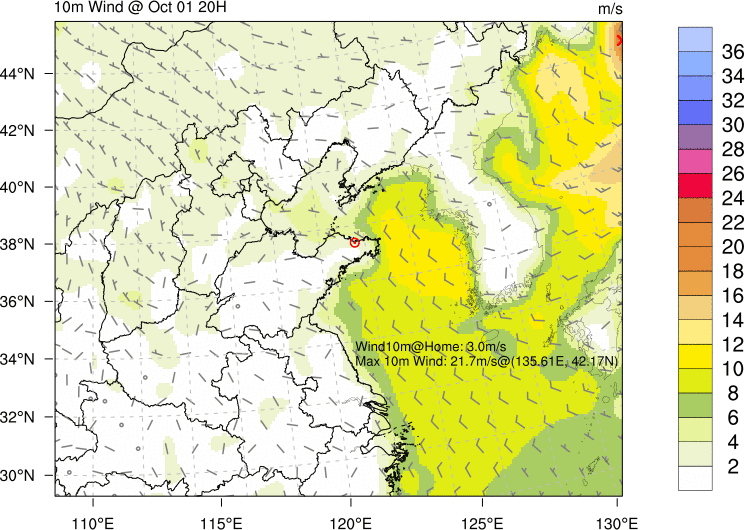 10m Wind @ Oct 01 20H
m/s
44°N
42°N
40°N
38°N
36°N
34°N
32°N
30°N
110°E
115°E
120°E
125°E
130°E
Wind10m@Home: 3.0m/s
Max 10m Wind: 21.7m/s@(135.61E, 42.17N)
36
34
32
30
28
26
24
22
20
18
16
14
12
10
8
6
4
2